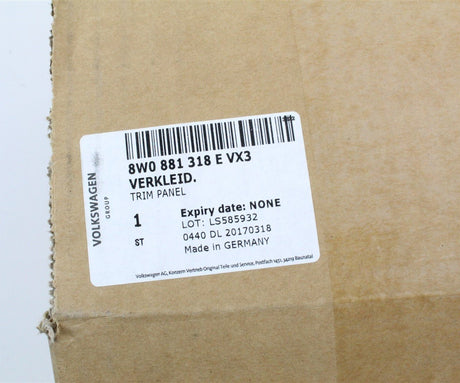 VOLKSWAGEN
GROUP
8W0 881 318 E VX3
VERKLEID.
TRIM PANEL
1
ST
Expiry date: NONE
LOT: LS585932
0440 DL 20170318
Made in GERMANY
Volkswagen AG, Konzern Vertrieb Original Teile und Service, Postfach 1451, 34219 Baunatal